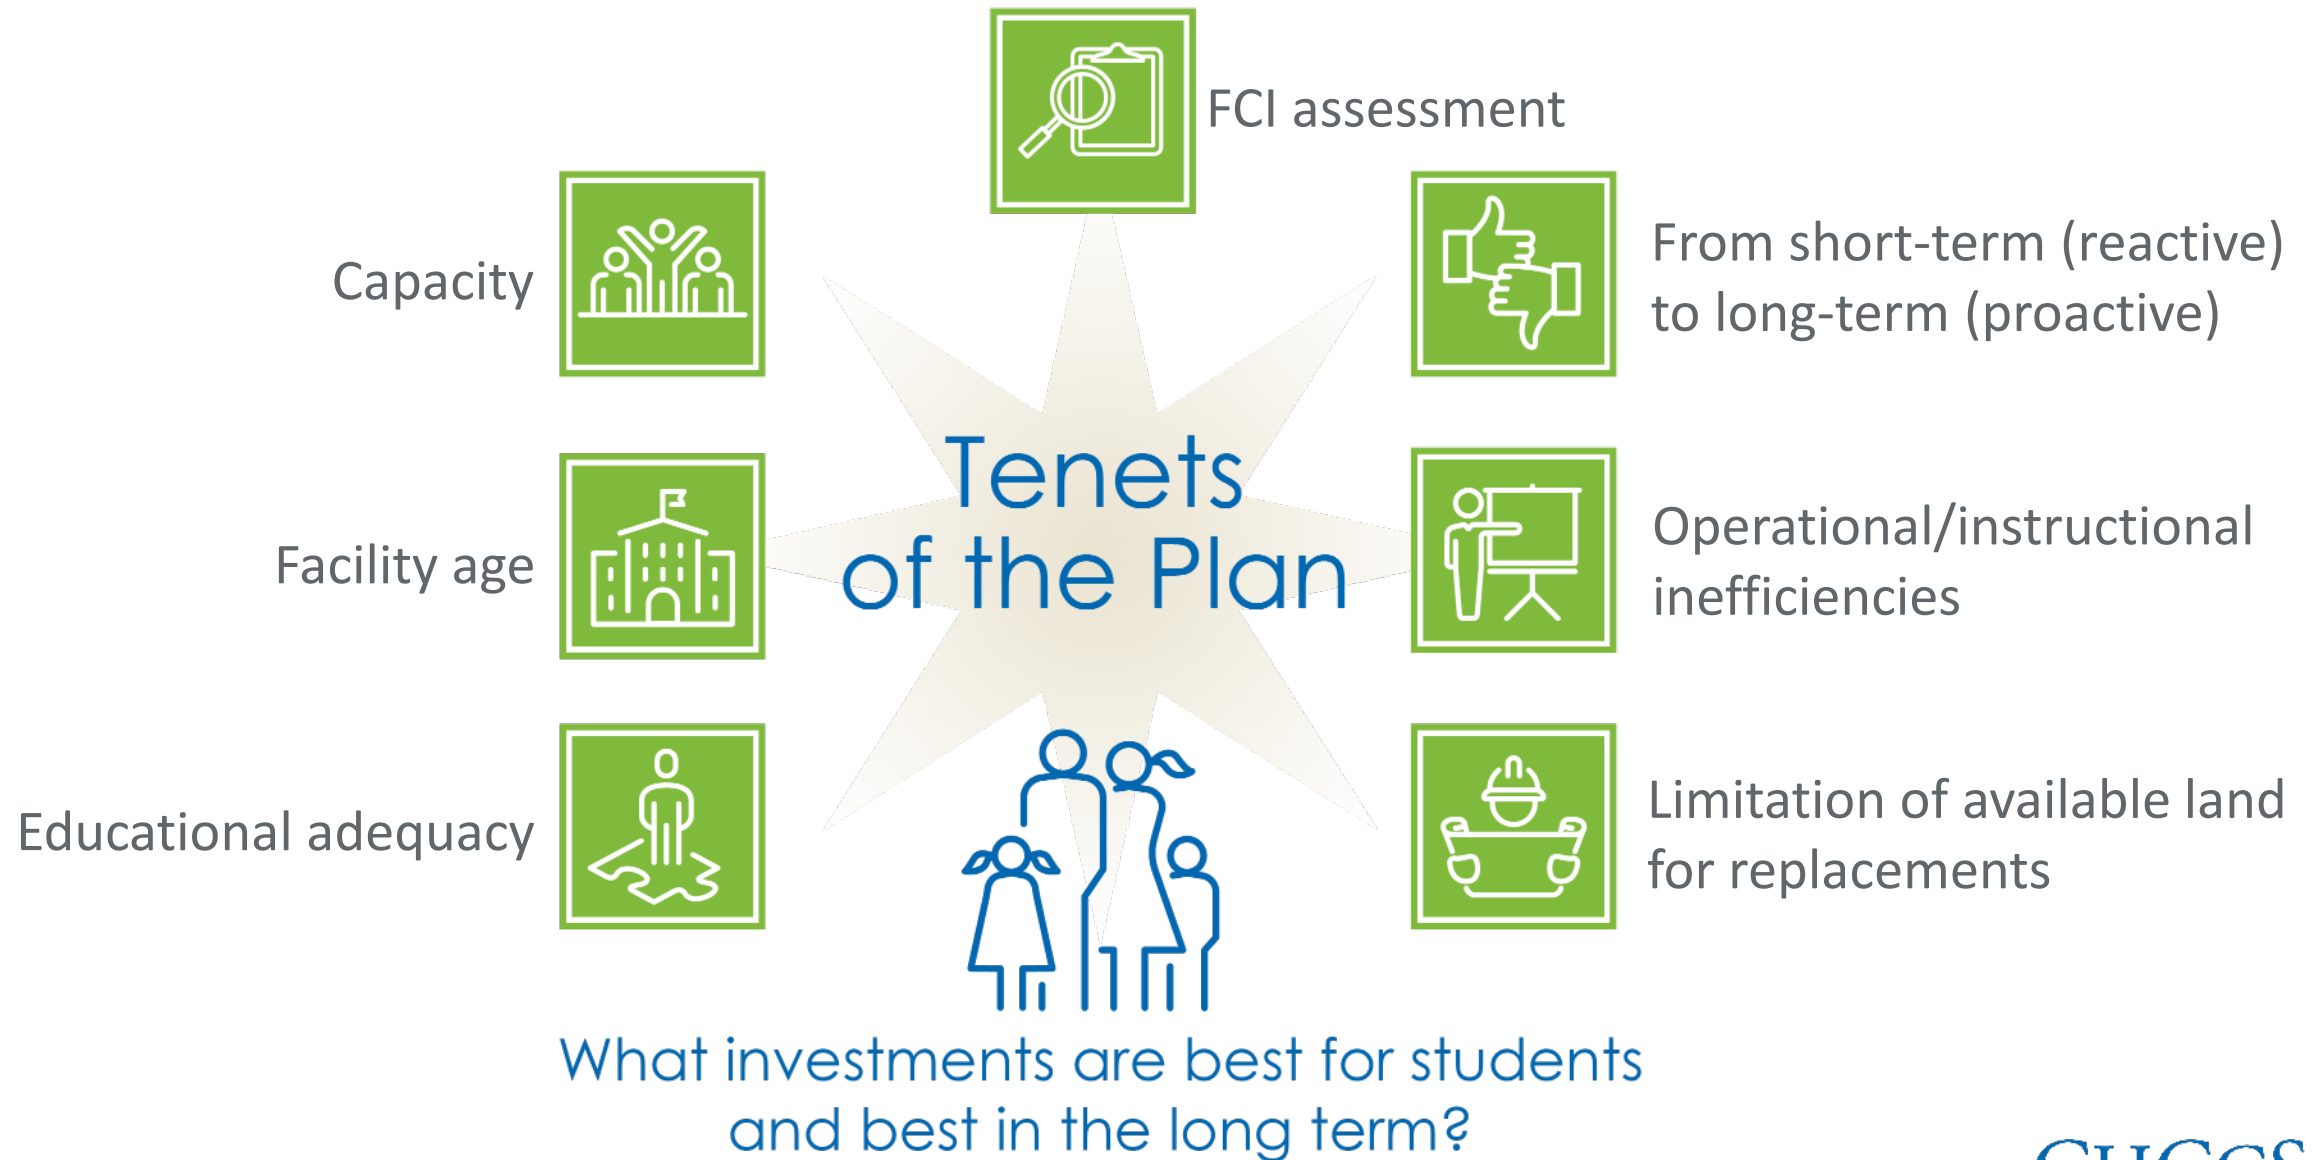 FCI assessment
Capacity
From short-term (reactive)
to long-term (proactive)
Tenets
of the Plan
Facility age
Operational/instructional
inefficiencies
Educational adequacy
Limitation of available land
for replacements
What investments are best for students
and best in the long term?